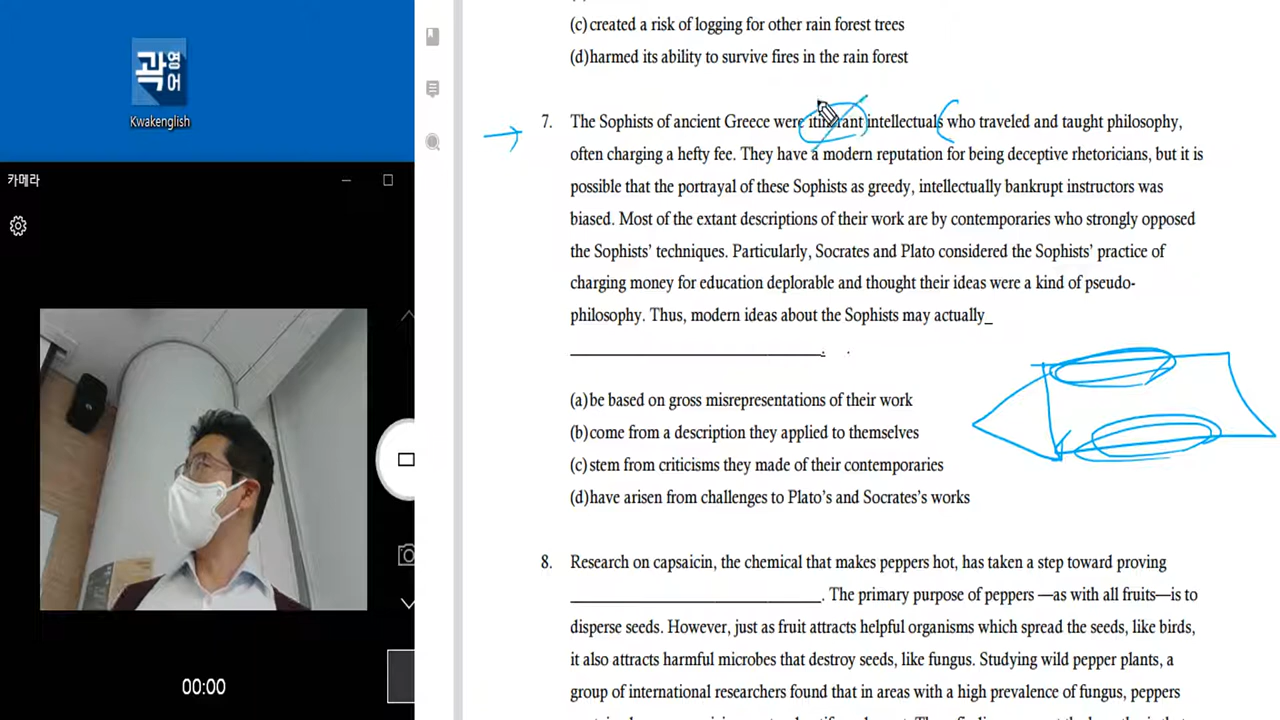 곽영어
Kwakenglish
카메라
00:00
(c) created a risk of logging for other rain forest trees
(d) harmed its ability to survive fires in the rain forest
7. The Sophists of ancient Greece were itinerant intellectuals who traveled and taught philosophy,
often charging a hefty fee. They have a modern reputation for being deceptive rhetoricians, but it is
possible that the portrayal of these Sophists as greedy, intellectually bankrupt instructors was
biased. Most of the extant descriptions of their work are by contemporaries who strongly opposed
the Sophists’ techniques. Particularly, Socrates and Plato considered the Sophists’ practice of
charging money for education deplorable and thought their ideas were a kind of pseudo-
philosophy. Thus, modern ideas about the Sophists may actually_
______________________________.
(a) be based on gross misrepresentations of their work
(b) come from a description they applied to themselves
(c) stem from criticisms they made of their contemporaries
(d) have arisen from challenges to Plato’s and Socrates’s works
8. Research on capsaicin, the chemical that makes peppers hot, has taken a step toward proving
______________________________. The primary purpose of peppers —as with all fruits—is to
disperse seeds. However, just as fruit attracts helpful organisms which spread the seeds, like birds,
it also attracts harmful microbes that destroy seeds, like fungus. Studying wild pepper plants, a
group of international researchers found that in areas with a high prevalence of fungus, peppers